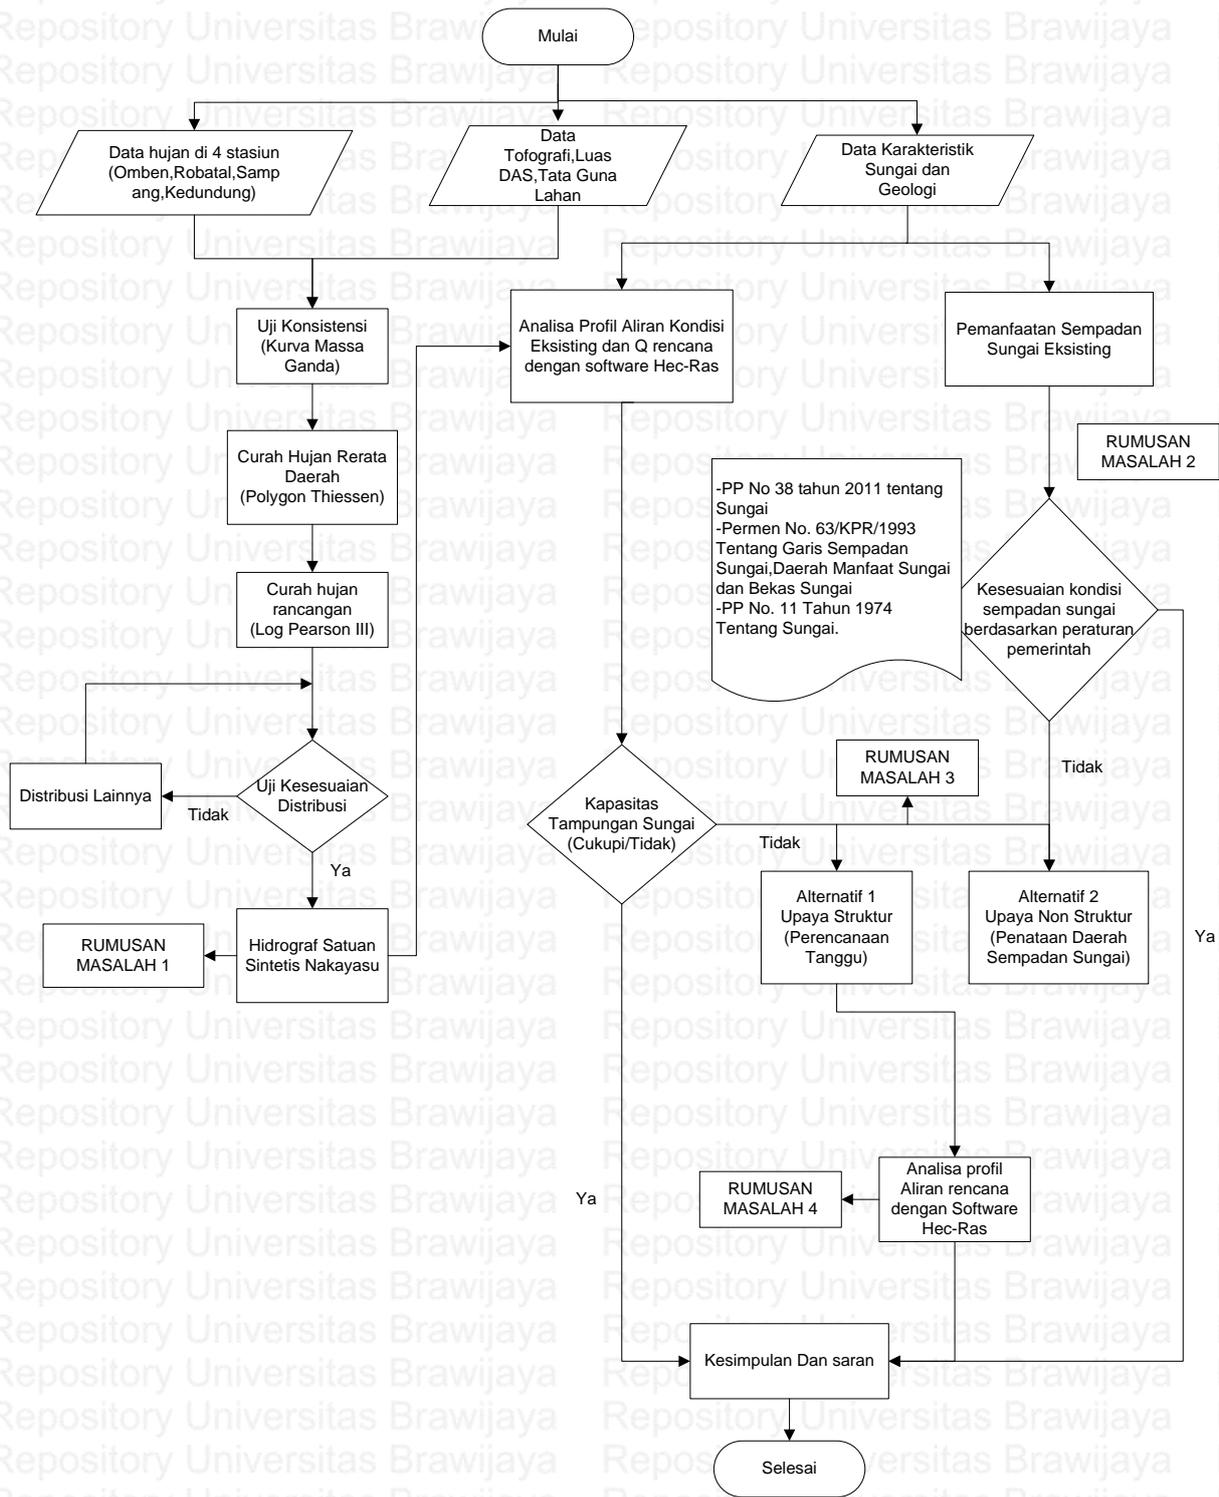 Mulai
Data hujan di 4 stasiun
(Omben,Robatal,Samp
ang,Kedundung)
Data
Tofografi,Luas
DAS,Tata Guna
Lahan
Data Karakteristik
Sungai dan
Geologi
Uji Konsistensi
(Kurva Massa
Ganda)
Analisa Profil Aliran Kondisi
Eksisting dan Q rencana
dengan software Hec-Ras
Pemanfaatan Sempadan
Sungai Eksisting
Curah Hujan Rerata
Daerah
(Polygon Thiessen)
RUMUSAN
MASALAH 2
-PP No 38 tahun 2011 tentang
Sungai
-Permen No. 63/KPR/1993
Tentang Garis Sempadan
Sungai,Daerah Manfaat Sungai
dan Bekas Sungai
-PP No. 11 Tahun 1974
Tentang Sungai.
Kesesuaian kondisi
sempadan sungai
berdasarkan peraturan
pemerintah
Curah hujan
rancangan
(Log Pearson III)
Distribusi Lainnya
Tidak
Uji Kesesuaian
Distribusi
Ya
RUMUSAN
MASALAH 3
Tidak
Kapasitas
Tampungan Sungai
(Cukupi/Tidak)
Tidak
Alternatif 1
Upaya Struktur
(Perencanaan
Tanggu)
Alternatif 2
Upaya Non Struktur
(Penataan Daerah
Sempadan Sungai)
Ya
RUMUSAN
MASALAH 1
Hidrograf Satuan
Sintetis Nakayasu
Ya
RUMUSAN
MASALAH 4
Analisa profil
Aliran rencana
dengan Software
Hec-Ras
Kesimpulan Dan saran
Selesai
Repository Universitas Brawijaya